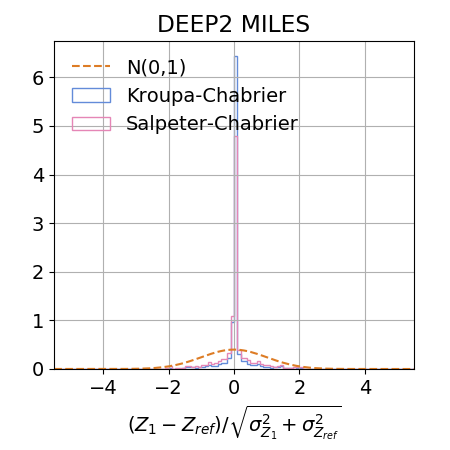 DEEP2 MILES
N(0,1)
Kroupa-Chabrier
Salpeter-Chabrier
6
5
4
3
2
1
0
−4 −2 0 2 4
(Z₁ − Z_ref)/√(σ²_Z₁ + σ²_Z_ref)